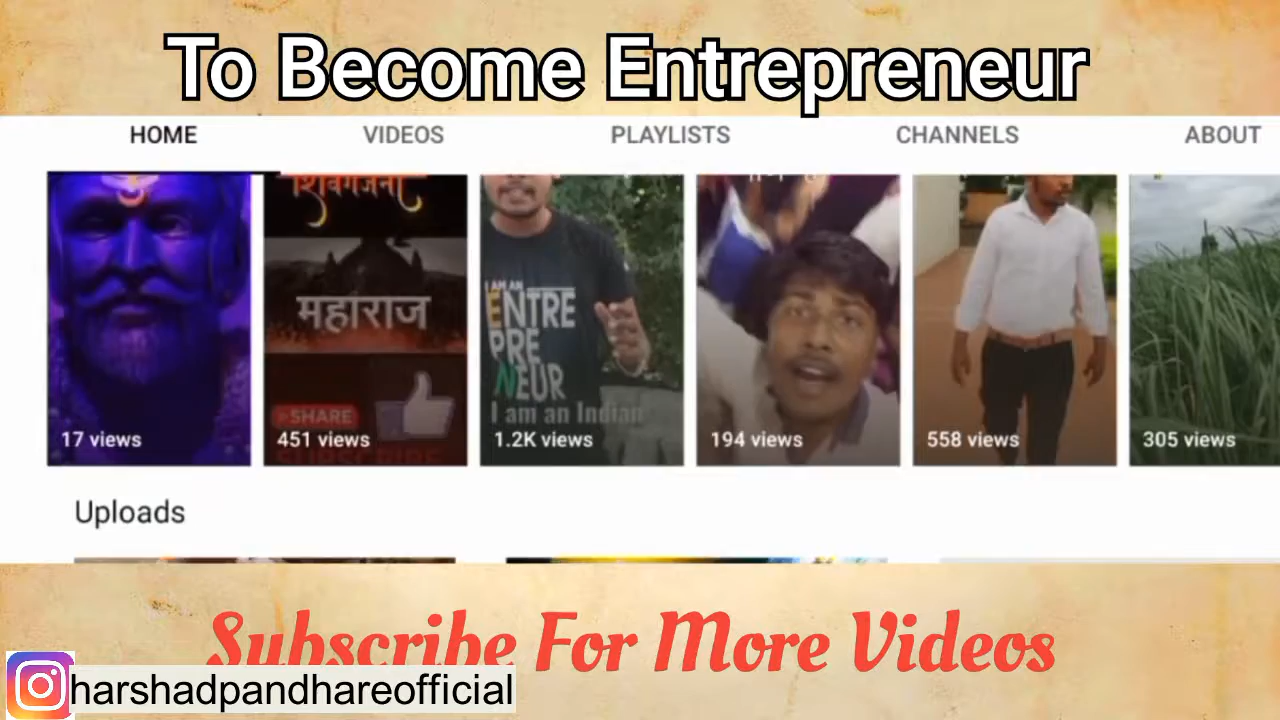 To Become Entrepreneur
HOME VIDEOS PLAYLISTS CHANNELS ABOUT
महाराज
I AM AN
ENTRE
PRE
NEUR
I am an Indian
SHARE
SUBSCRIBE
17 views 451 views 1.2K views 194 views 558 views 305 views
Uploads
Subscribe For More Videos
harshadpandhareofficial